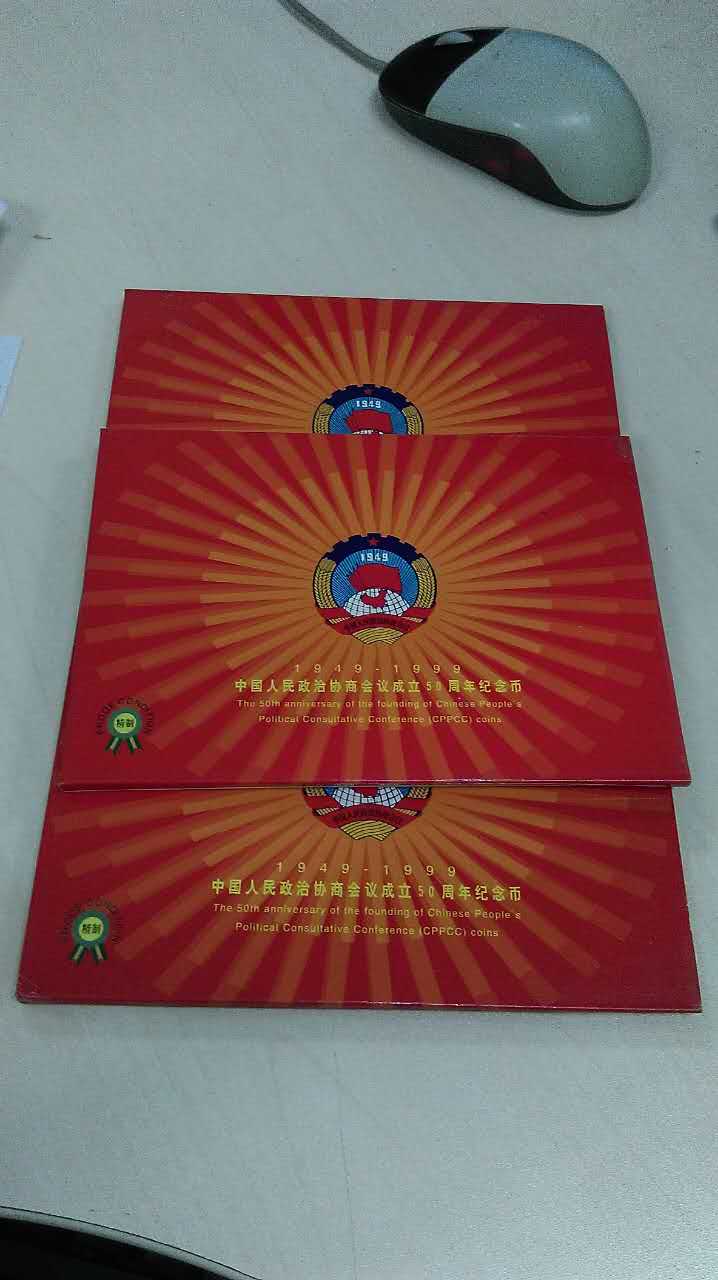 1949
1949
1949-1999
中国人民政治协商会议成立50周年纪念币
The 50th anniversary of the founding of Chinese People's
Political Consultative Conference (CPPCC) coins
精制
1949-1999
中国人民政治协商会议成立50周年纪念币
The 50th anniversary of the founding of Chinese People's
Political Consultative Conference (CPPCC) coins
精制